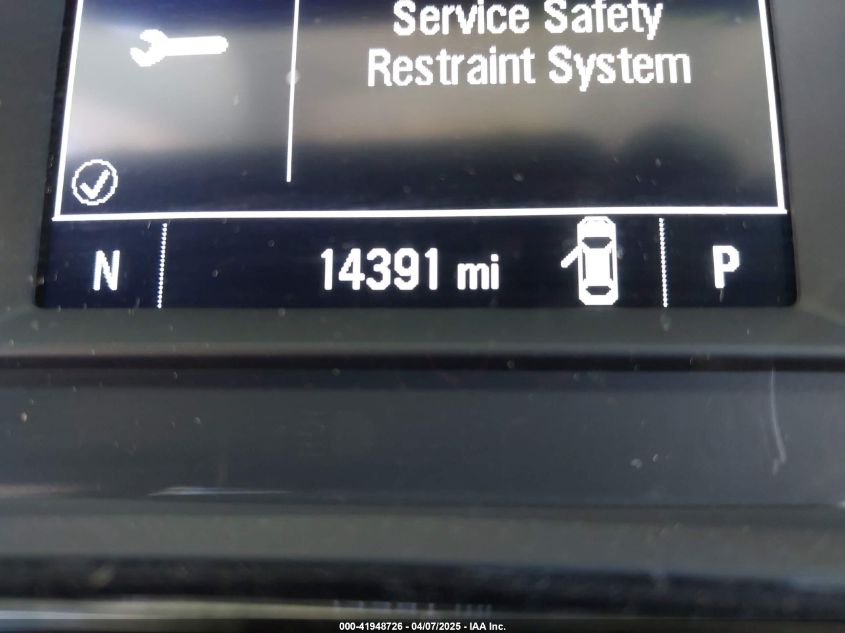 Service Safety
Restraint System
N 14391 mi P
000-41948726 - 04/07/2025 - IAA Inc.